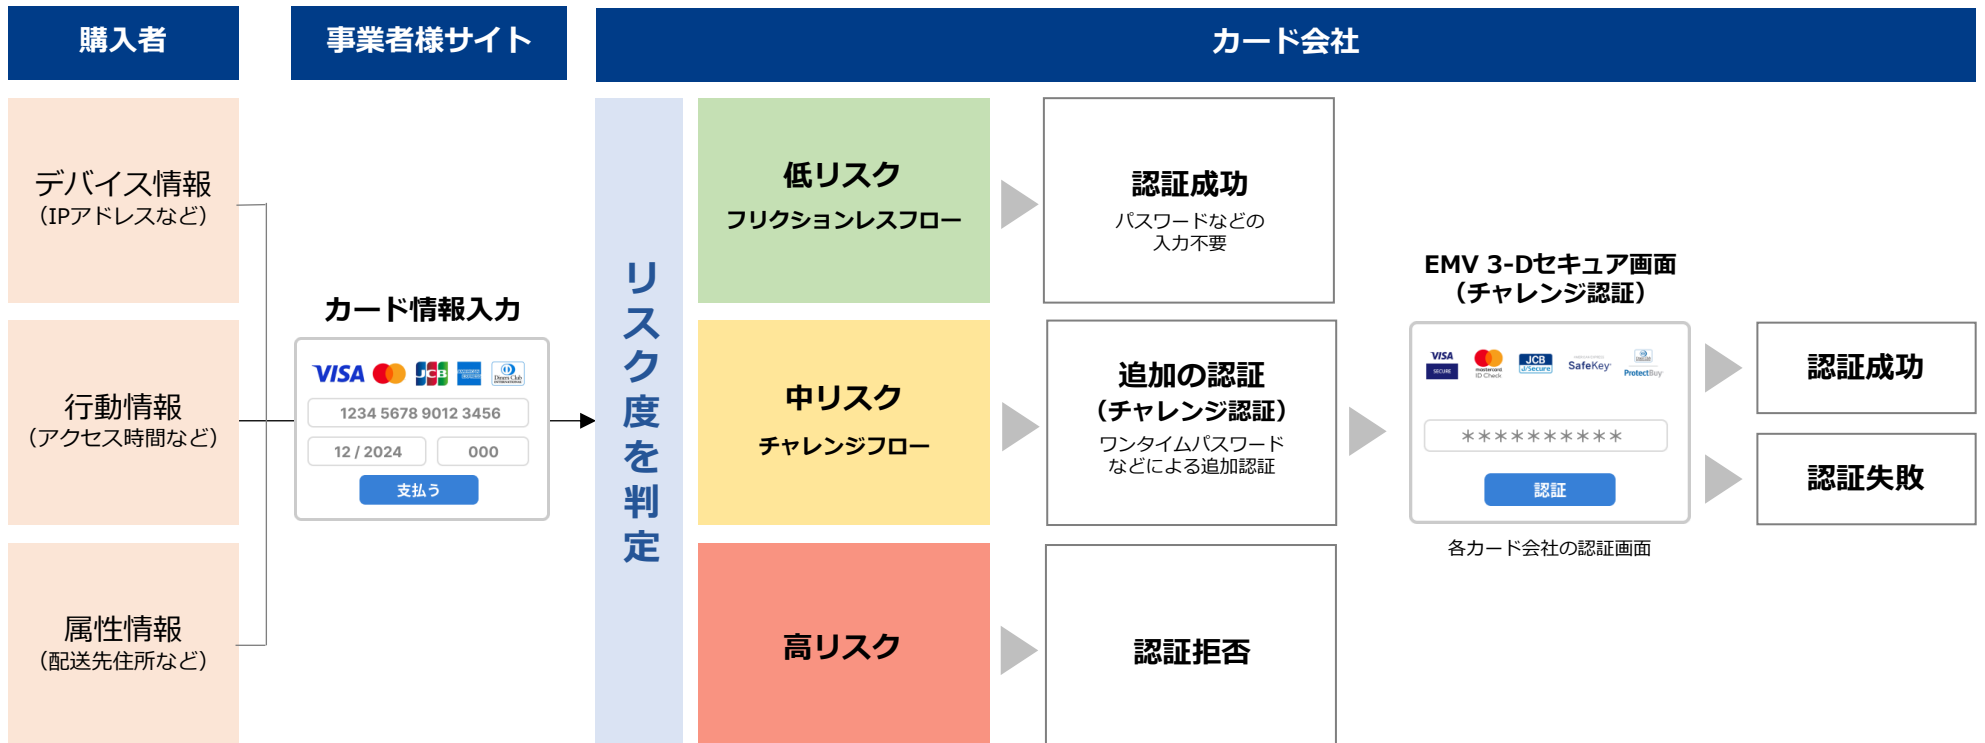 購入者
事業者様サイト
カード会社
デバイス情報
（IPアドレスなど）
行動情報
（アクセス時間など）
属性情報
（配送先住所など）
カード情報入力
VISA
JCB
AMERICAN EXPRESS
Diners Club
INTERNATIONAL
1234 5678 9012 3456
12 / 2024
000
支払う
リスク度を判定
低リスク
フリクションレスフロー
認証成功
パスワードなどの
入力不要
中リスク
チャレンジフロー
追加の認証
（チャレンジ認証）
ワンタイムパスワード
などによる追加認証
EMV 3-Dセキュア画面
（チャレンジ認証）
VISA
SECURE
mastercard
ID Check
JCB
J/Secure
SafeKey
ProtectBuy
＊＊＊＊＊＊＊＊＊＊
認証
各カード会社の認証画面
認証成功
認証失敗
高リスク
認証拒否